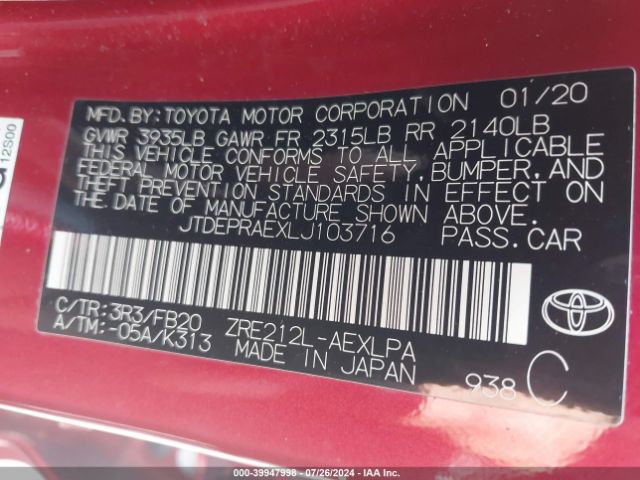 MFD. BY: TOYOTA MOTOR CORPORATION 01/20
GVWR 3935LB GAWR FR 2315LB RR 2140LB
THIS VEHICLE CONFORMS TO ALL APPLICABLE
FEDERAL MOTOR VEHICLE SAFETY, BUMPER, AND
THEFT PREVENTION STANDARDS IN EFFECT ON
THE DATE OF MANUFACTURE SHOWN ABOVE.
JTDEPRAEXLJ103716 PASS. CAR
C/TR: 3R3/FB20 ZRE212L-AEXLPA
A/TM: -05A/K313 MADE IN JAPAN
938 C
12S00
000-39947998 - 07/26/2024 - IAAI.COM